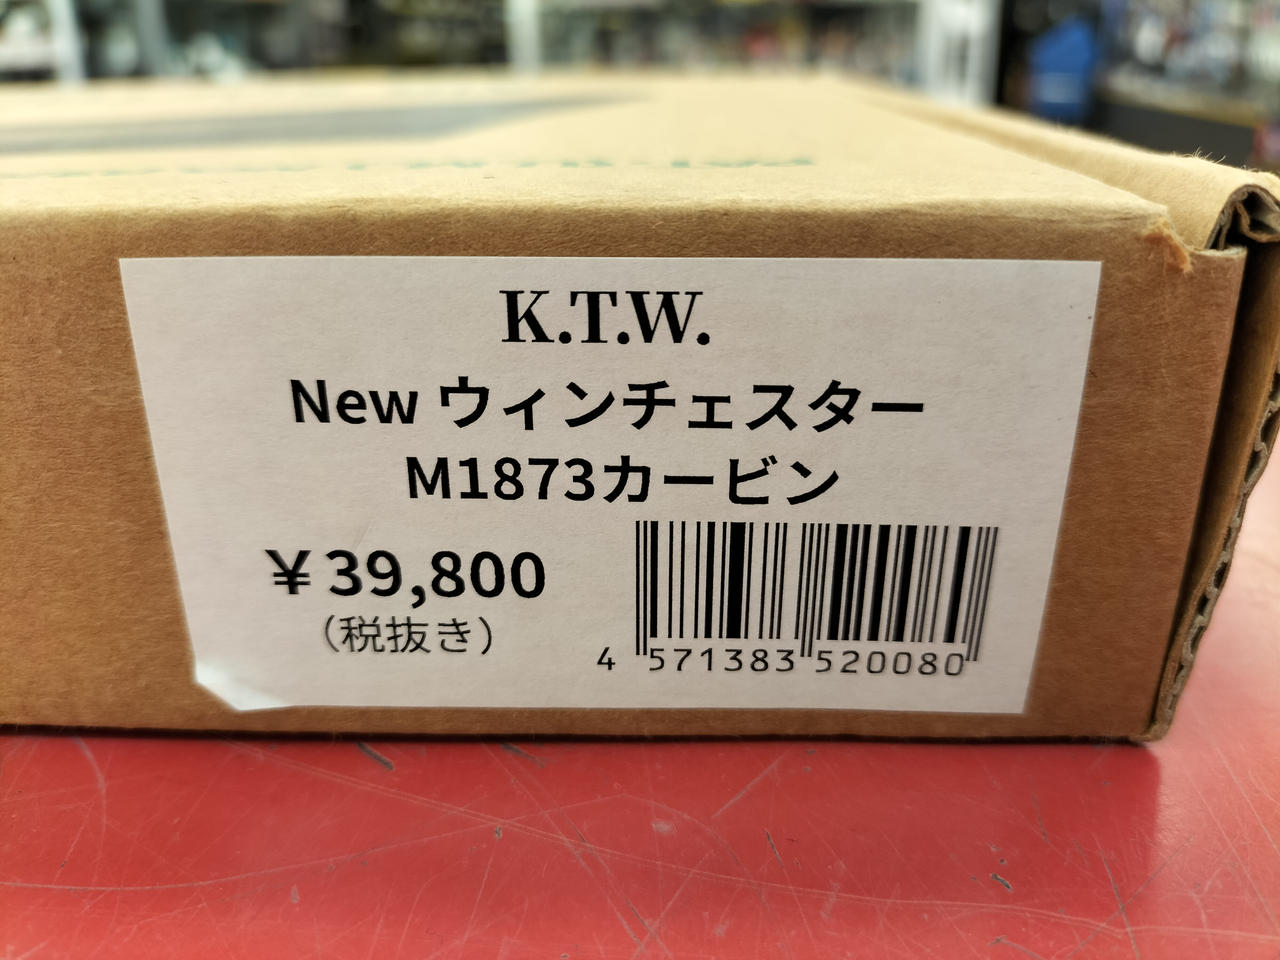 K.T.W.
New ウィンチェスター
M1873カービン
￥39,800
（税抜き）
4 571383 520080